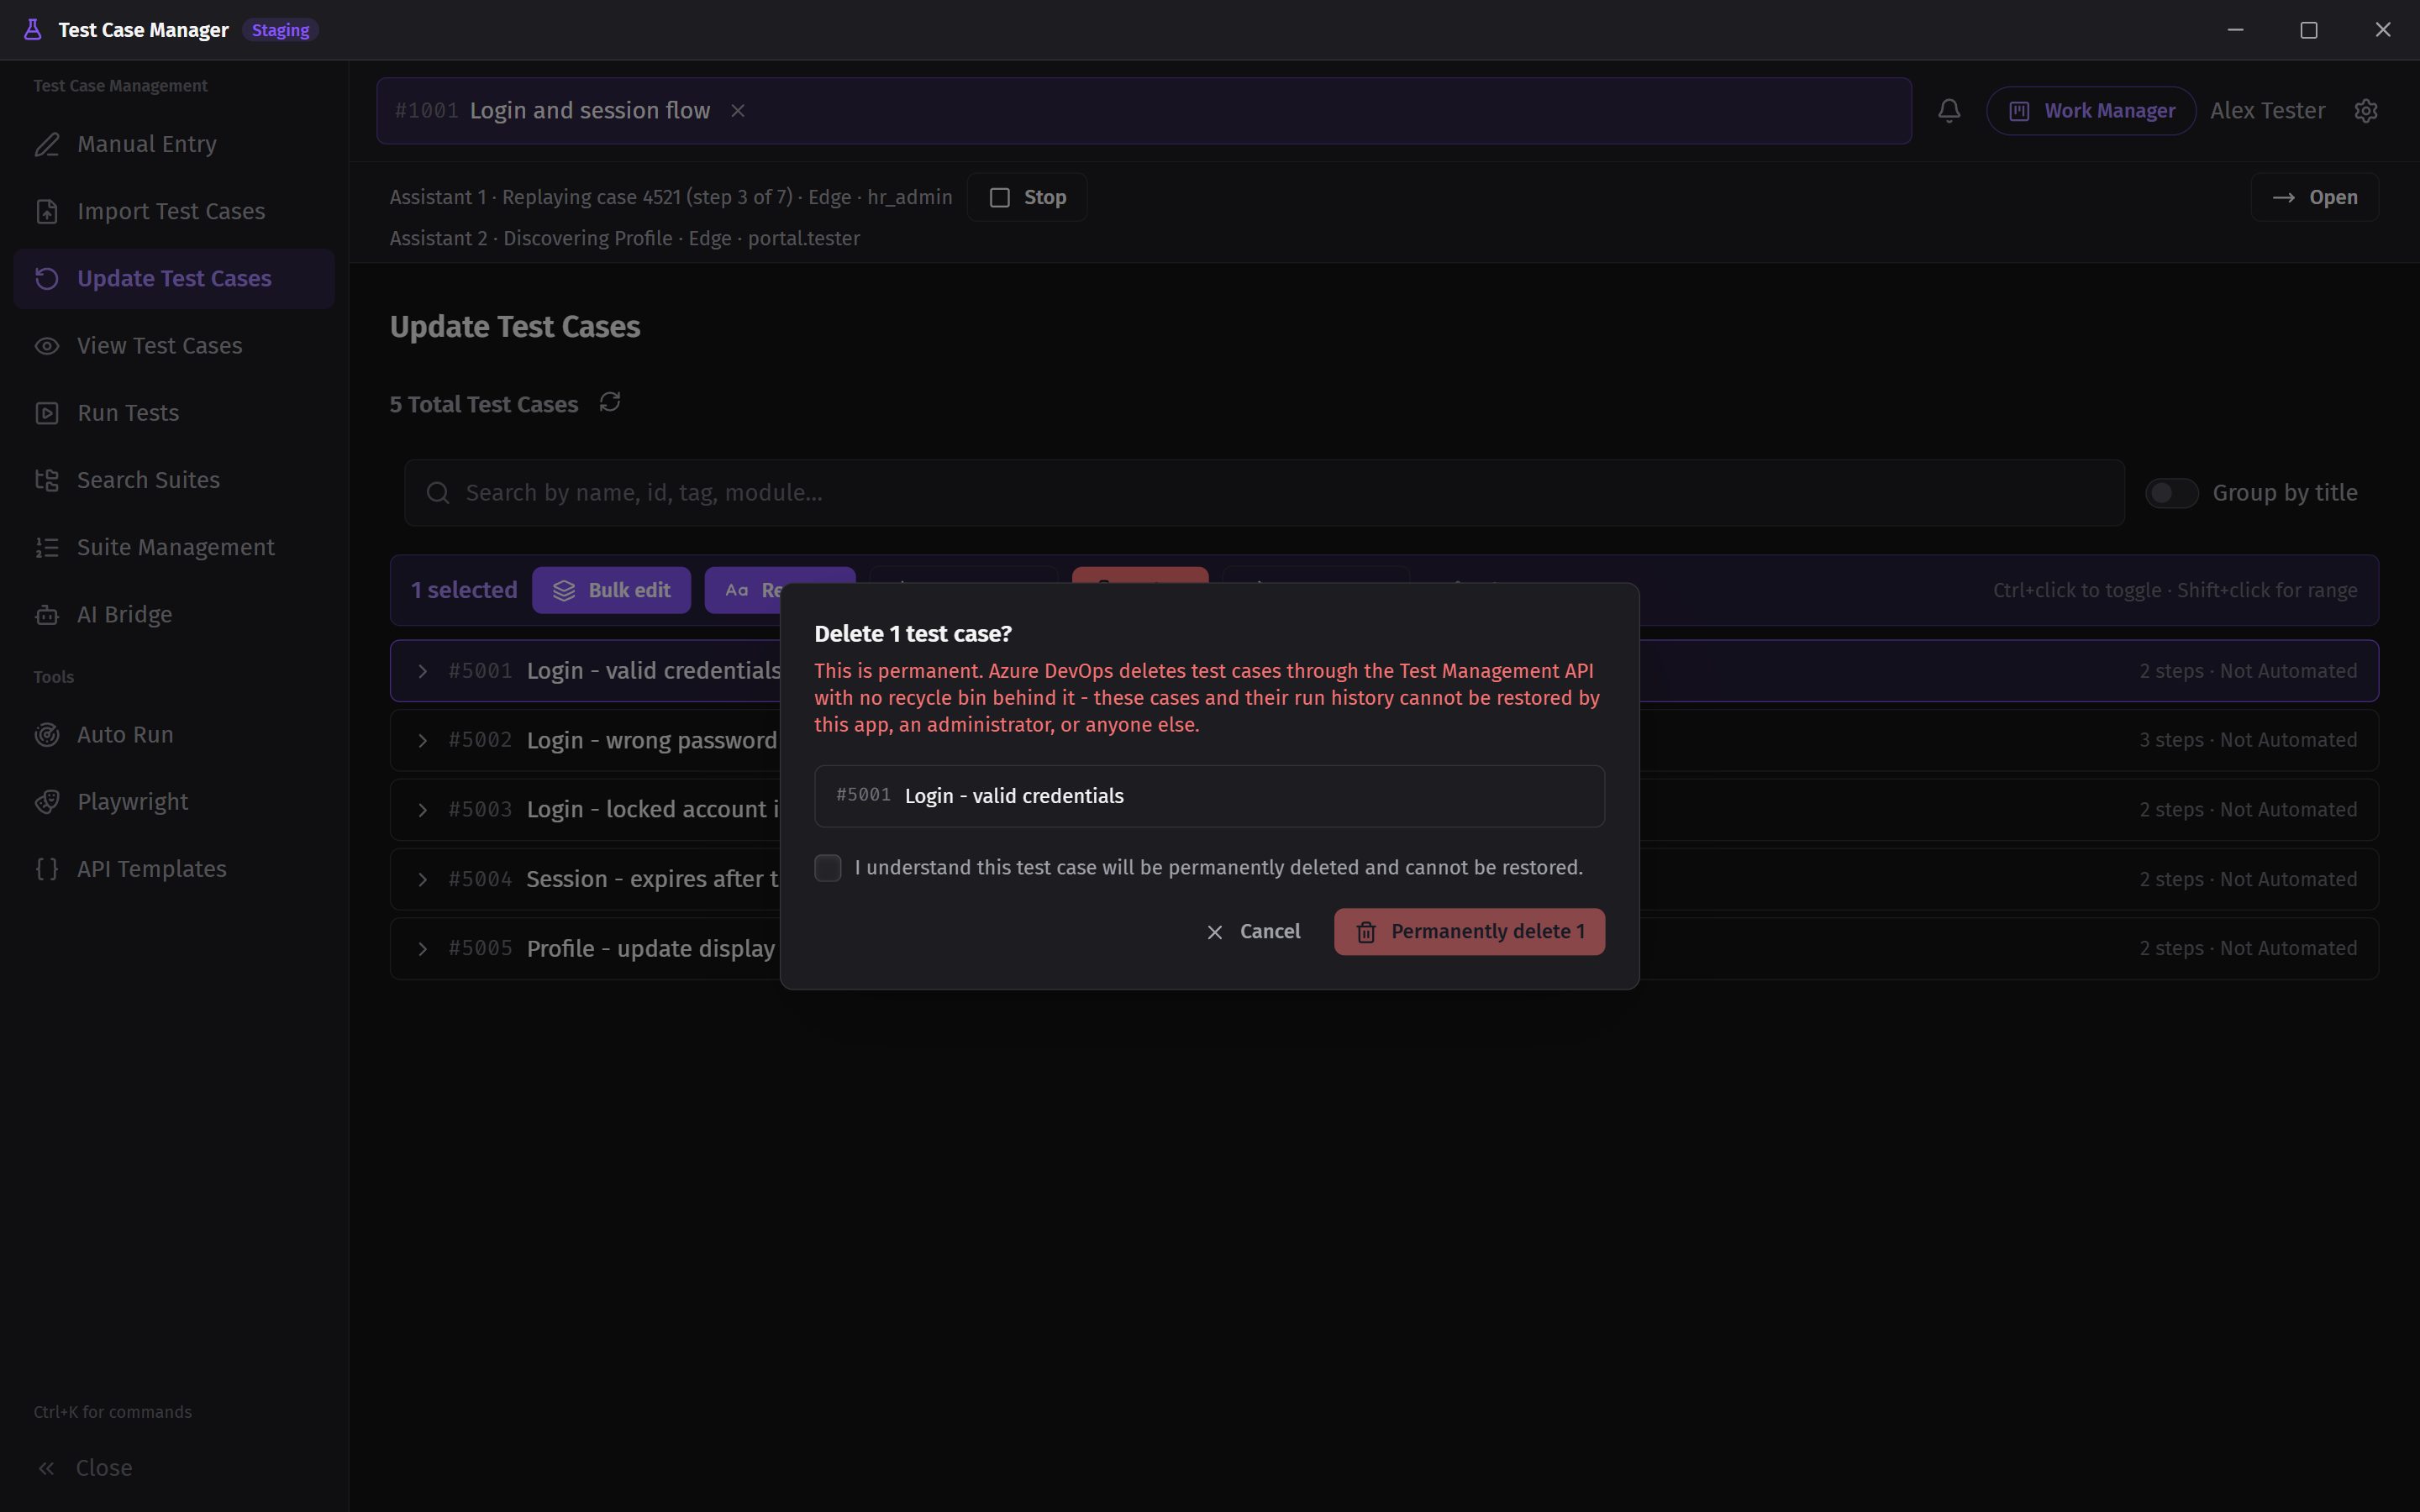 Test Case Manager Staging
Test Case Management
Manual Entry
Import Test Cases
Update Test Cases
View Test Cases
Run Tests
Search Suites
Suite Management
AI Bridge
Tools
Auto Run
Playwright
API Templates
Ctrl+K for commands
Close
#1001 Login and session flow
Work Manager
Alex Tester
Assistant 1 · Replaying case 4521 (step 3 of 7) · Edge · hr_admin
Stop
Open
Assistant 2 · Discovering Profile · Edge · portal.tester
Update Test Cases
5 Total Test Cases
Search by name, id, tag, module...
Group by title
1 selected
Bulk edit
Aa
Ctrl+click to toggle · Shift+click for range
#5001 Login - valid credentials
2 steps · Not Automated
#5002 Login - wrong password
3 steps · Not Automated
#5003 Login - locked account
2 steps · Not Automated
#5004 Session - expires after
2 steps · Not Automated
#5005 Profile - update display
2 steps · Not Automated
Delete 1 test case?
This is permanent. Azure DevOps deletes test cases through the Test Management API
with no recycle bin behind it - these cases and their run history cannot be restored by
this app, an administrator, or anyone else.
#5001 Login - valid credentials
I understand this test case will be permanently deleted and cannot be restored.
Cancel
Permanently delete 1